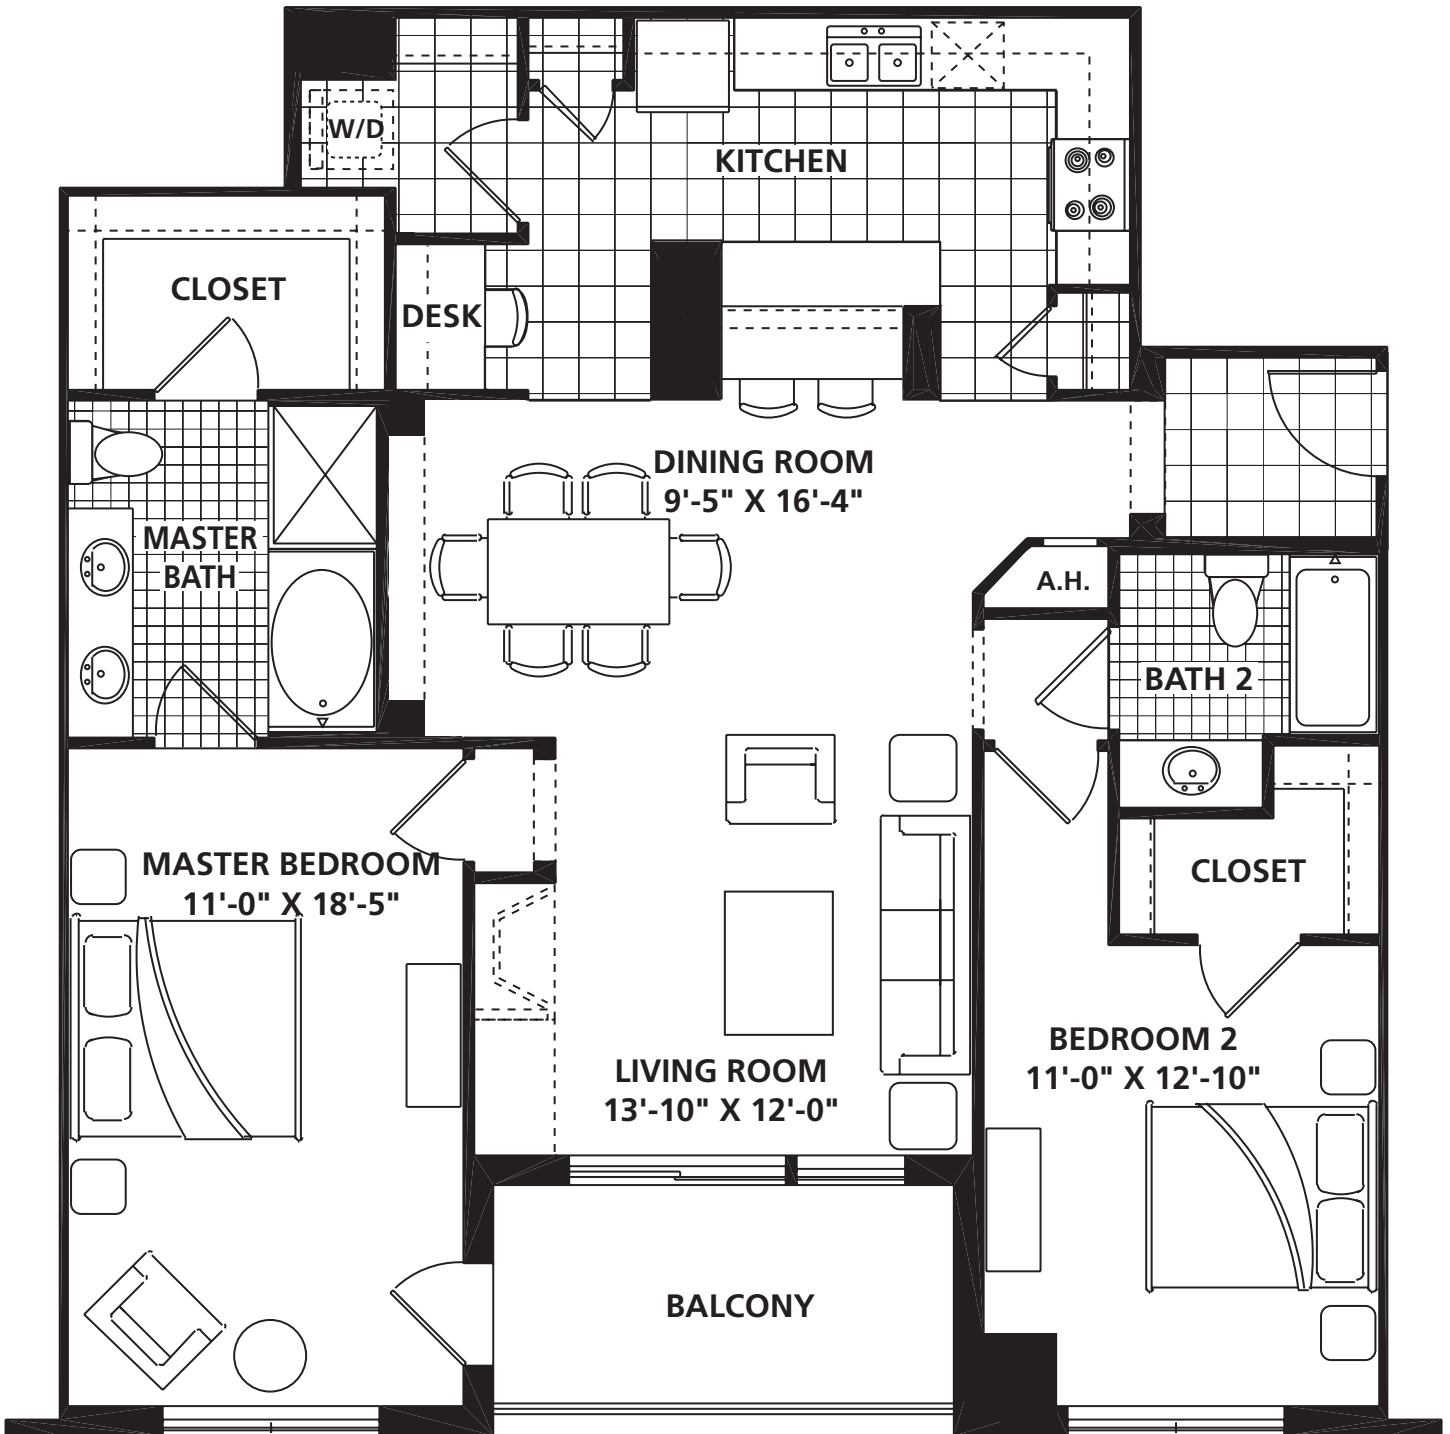 W/D
KITCHEN
CLOSET
DESK
DINING ROOM
9'-5" X 16'-4"
MASTER
BATH
A.H.
BATH 2
MASTER BEDROOM
11'-0" X 18'-5"
CLOSET
BEDROOM 2
11'-0" X 12'-10"
LIVING ROOM
13'-10" X 12'-0"
BALCONY